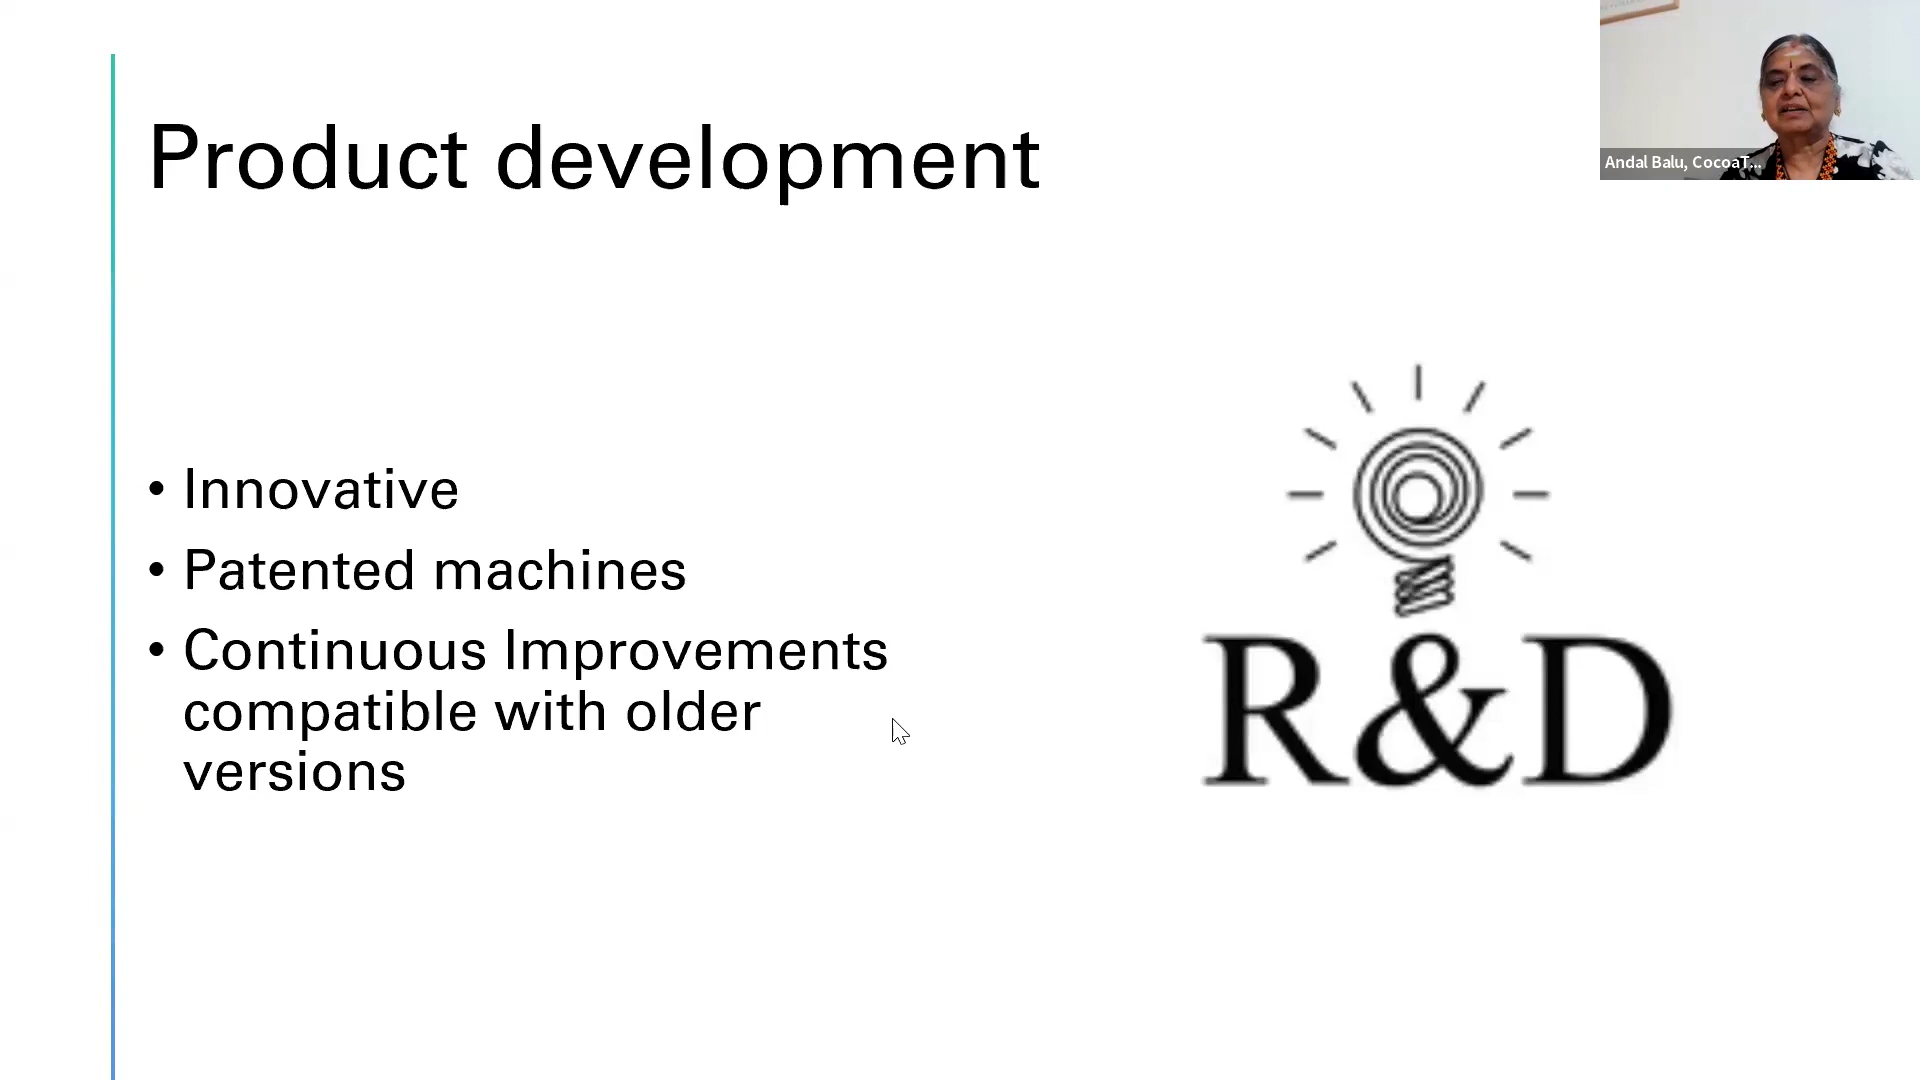 Product development
Andal Balu, CocoaT...
• Innovative
• Patented machines
• Continuous Improvements
compatible with older
versions
R&D